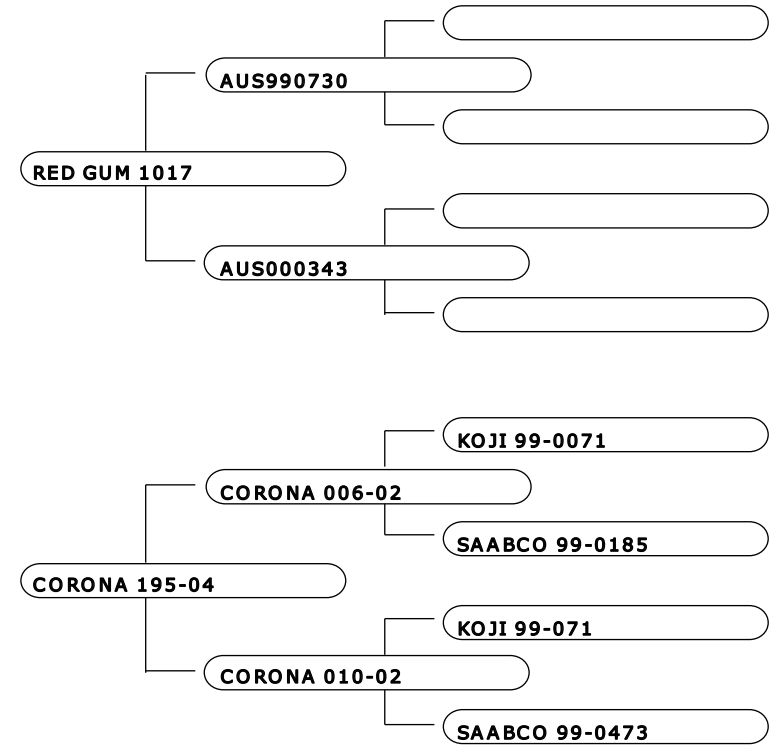 AUS990730
RED GUM 1017
AUS000343
KOJI 99-0071
CORONA 006-02
SAABCO 99-0185
CORONA 195-04
KOJI 99-071
CORONA 010-02
SAABCO 99-0473